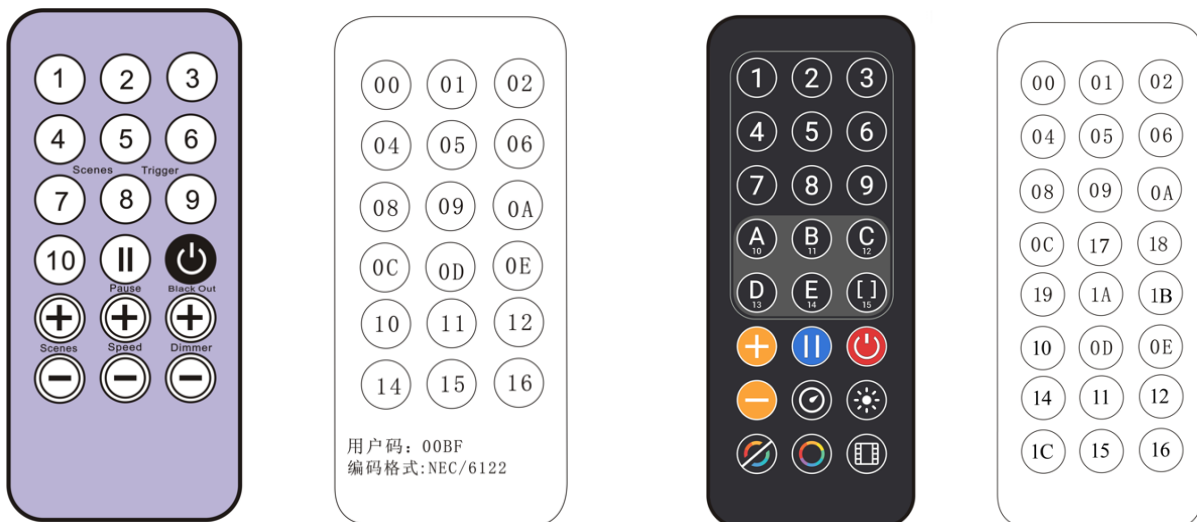 1 2 3
4 5 6
Scenes Trigger
7 8 9
10
Pause Black Out
Scenes Speed Dimmer
00 01 02
04 05 06
08 09 0A
0C 0D 0E
10 11 12
14 15 16
用户码：00BF
编码格式:NEC/6122
1 2 3
4 5 6
7 8 9
A B C
10 11 12
D E [ ]
13 14 15
00 01 02
04 05 06
08 09 0A
0C 17 18
19 1A 1B
10 0D 0E
14 11 12
1C 15 16